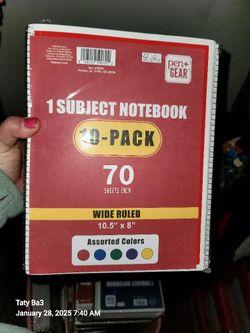 pen+
GEAR
1 SUBJECT NOTEBOOK
10-PACK
70
SHEETS EACH
WIDE RULED
10.5" x 8"
Assorted Colors
Taty Ba3
January 28, 2025 7:40 AM